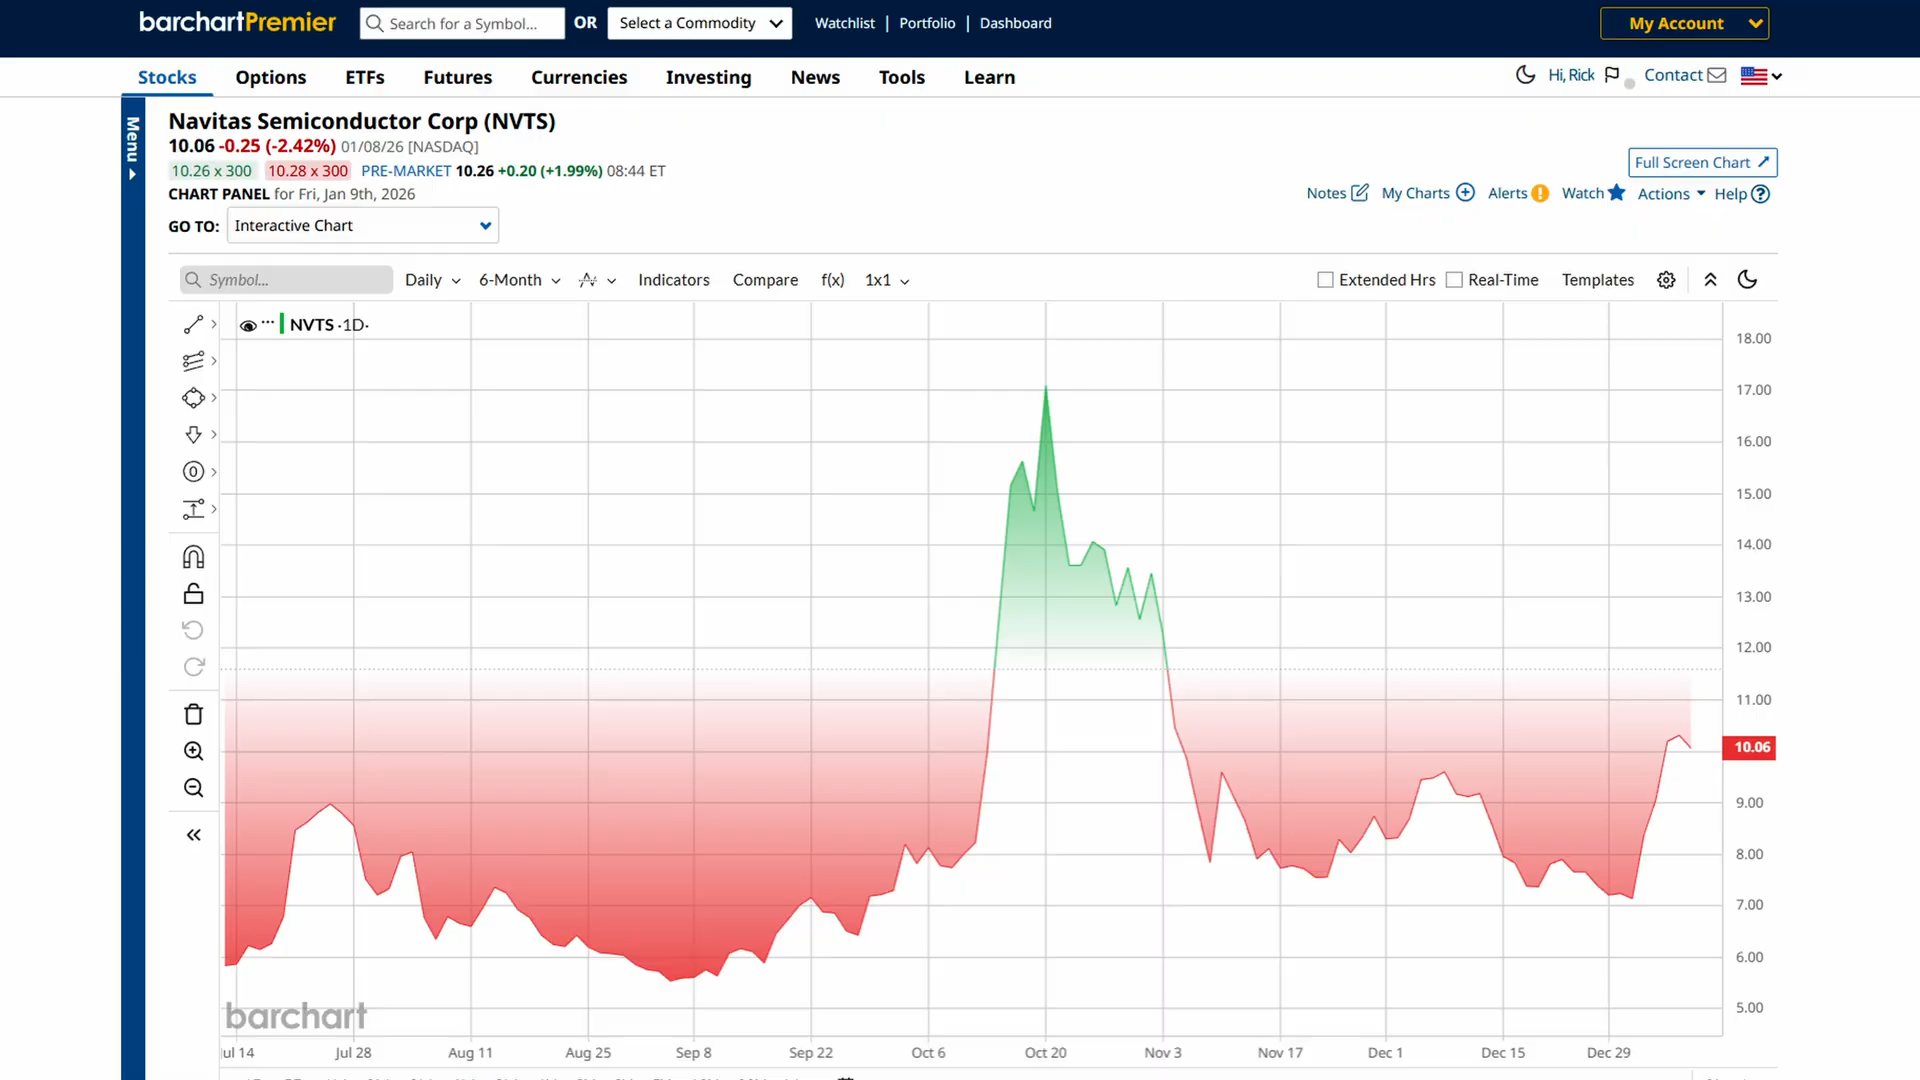 barchartPremier Search for a Symbol... OR Select a Commodity Watchlist | Portfolio | Dashboard My Account
Stocks Options ETFs Futures Currencies Investing News Tools Learn Hi, Rick Contact
Menu
Navitas Semiconductor Corp (NVTS)
10.06 -0.25 (-2.42%) 01/08/26 [NASDAQ]
10.26 x 300 10.28 x 300 PRE-MARKET 10.26 +0.20 (+1.99%) 08:44 ET
Full Screen Chart
CHART PANEL for Fri, Jan 9th, 2026
Notes My Charts Alerts Watch Actions Help
GO TO: Interactive Chart
Symbol... Daily 6-Month Indicators Compare f(x) 1x1 Extended Hrs Real-Time Templates
NVTS ·1D·
18.00
17.00
16.00
15.00
14.00
13.00
12.00
11.00
10.06
9.00
8.00
7.00
6.00
5.00
barchart
ul 14 Jul 28 Aug 11 Aug 25 Sep 8 Sep 22 Oct 6 Oct 20 Nov 3 Nov 17 Dec 1 Dec 15 Dec 29